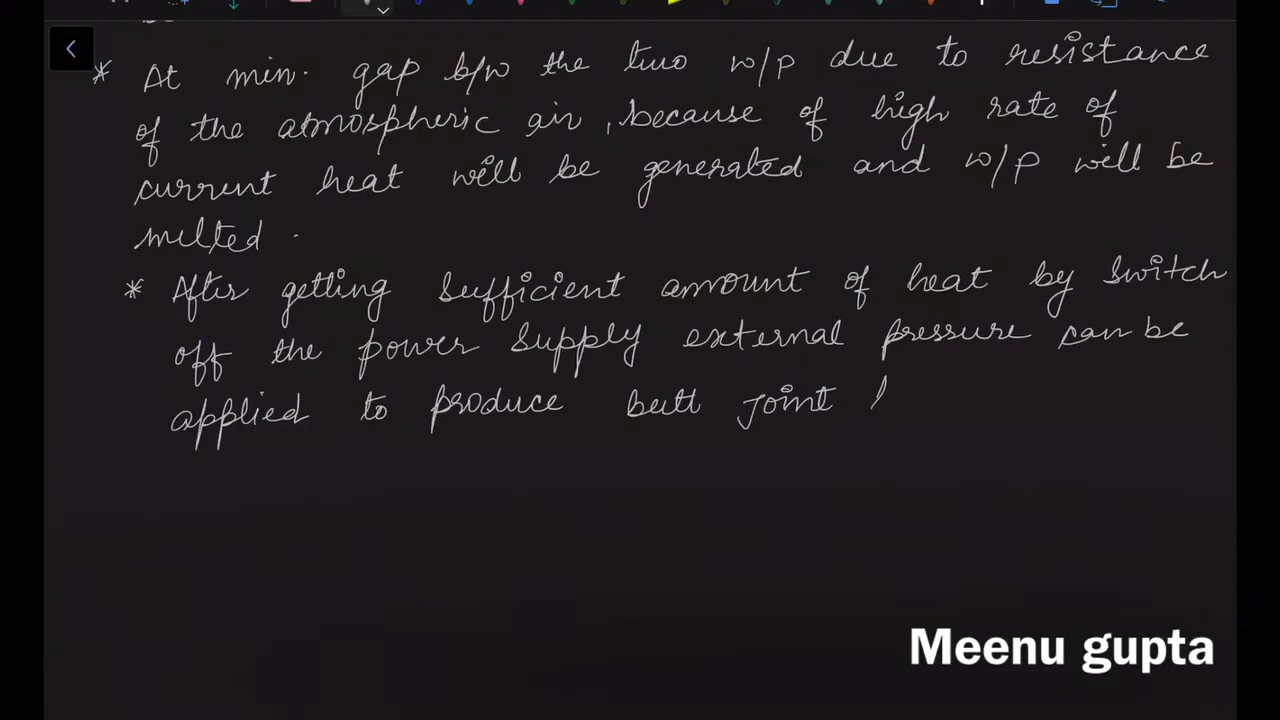 * At min. gap b/w the two w/p due to resistance
of the atmospheric air, because of high rate of
current heat will be generated and w/p will be
milted.
* After getting sufficient amount of heat by switch
off the power supply external pressure can be
applied to produce butt joint
Meenu gupta